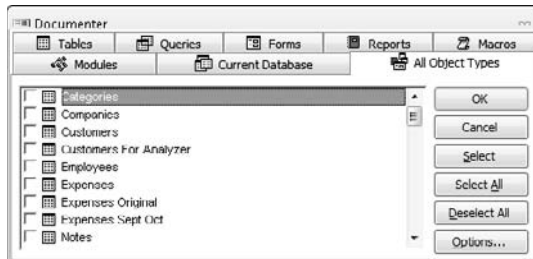 Documenter
Tables Queries Forms Reports Macros
Modules Current Database All Object Types
Categories
Companies
Customers
Customers For Analyzer
Employees
Expenses
Expenses Original
Expenses Sept Oct
Notes
OK
Cancel
Select
Select All
Deselect All
Options...